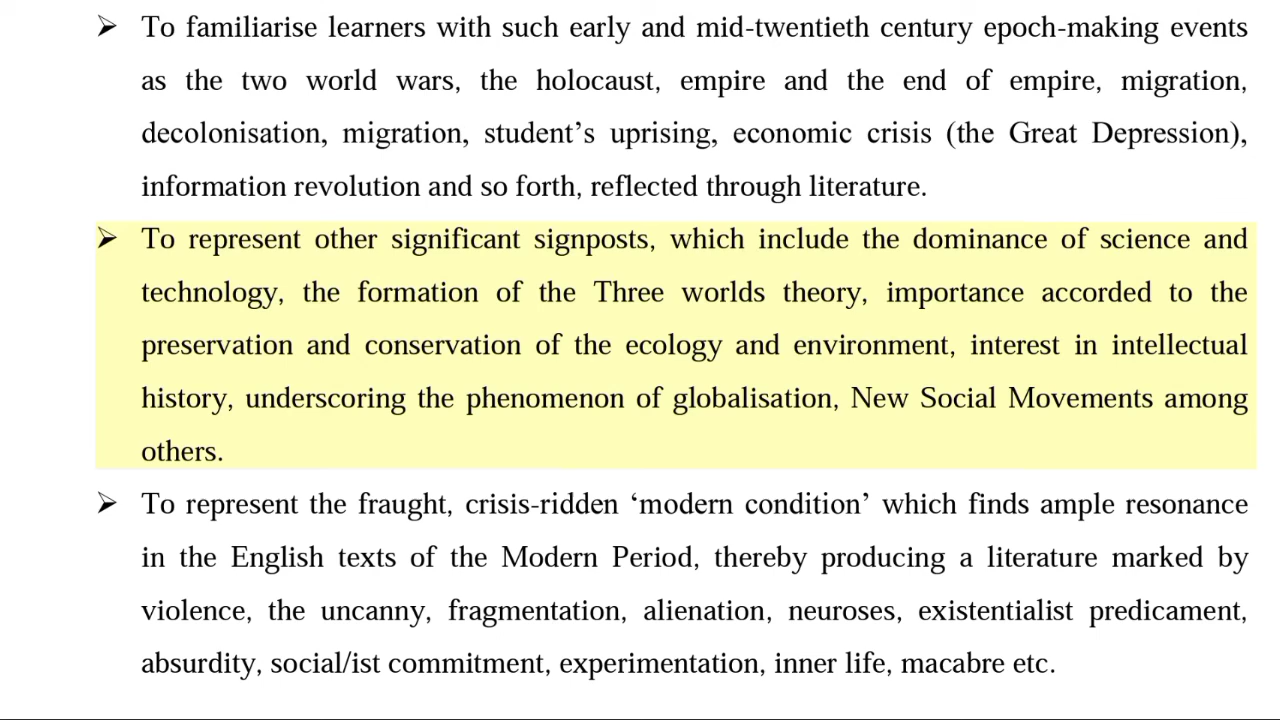 ➢ To familiarise learners with such early and mid-twentieth century epoch-making events
as the two world wars, the holocaust, empire and the end of empire, migration,
decolonisation, migration, student’s uprising, economic crisis (the Great Depression),
information revolution and so forth, reflected through literature.
➢ To represent other significant signposts, which include the dominance of science and
technology, the formation of the Three worlds theory, importance accorded to the
preservation and conservation of the ecology and environment, interest in intellectual
history, underscoring the phenomenon of globalisation, New Social Movements among
others.
➢ To represent the fraught, crisis-ridden ‘modern condition’ which finds ample resonance
in the English texts of the Modern Period, thereby producing a literature marked by
violence, the uncanny, fragmentation, alienation, neuroses, existentialist predicament,
absurdity, social/ist commitment, experimentation, inner life, macabre etc.